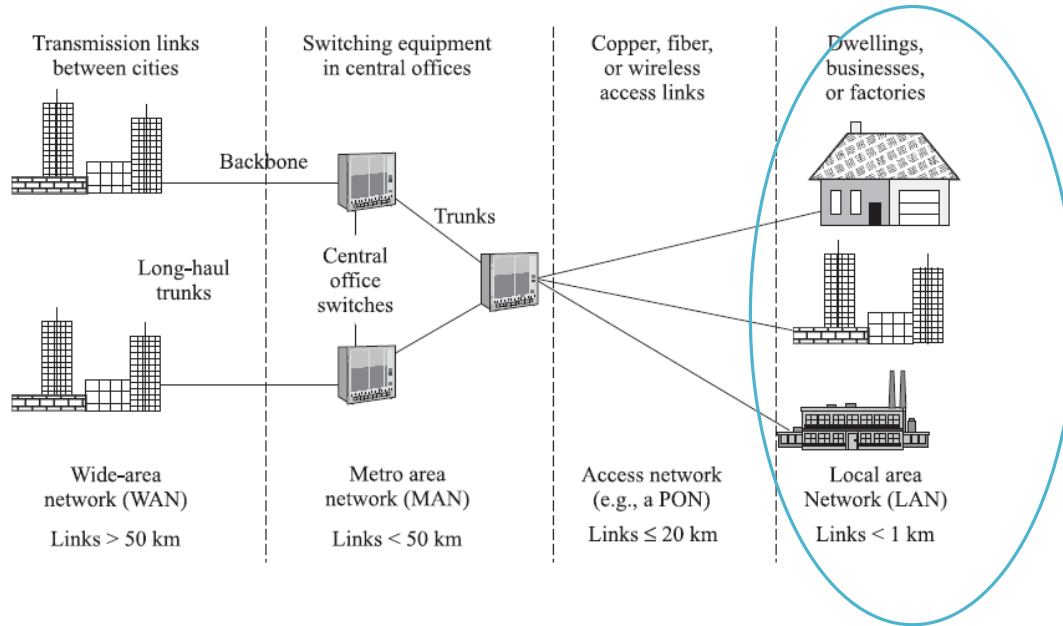 Transmission links
between cities
Switching equipment
in central offices
Copper, fiber,
or wireless
access links
Dwellings,
businesses,
or factories
Backbone
Trunks
Long-haul
trunks
Central
office
switches
Wide-area
network (WAN)
Links > 50 km
Metro area
network (MAN)
Links < 50 km
Access network
(e.g., a PON)
Links ≤ 20 km
Local area
Network (LAN)
Links < 1 km